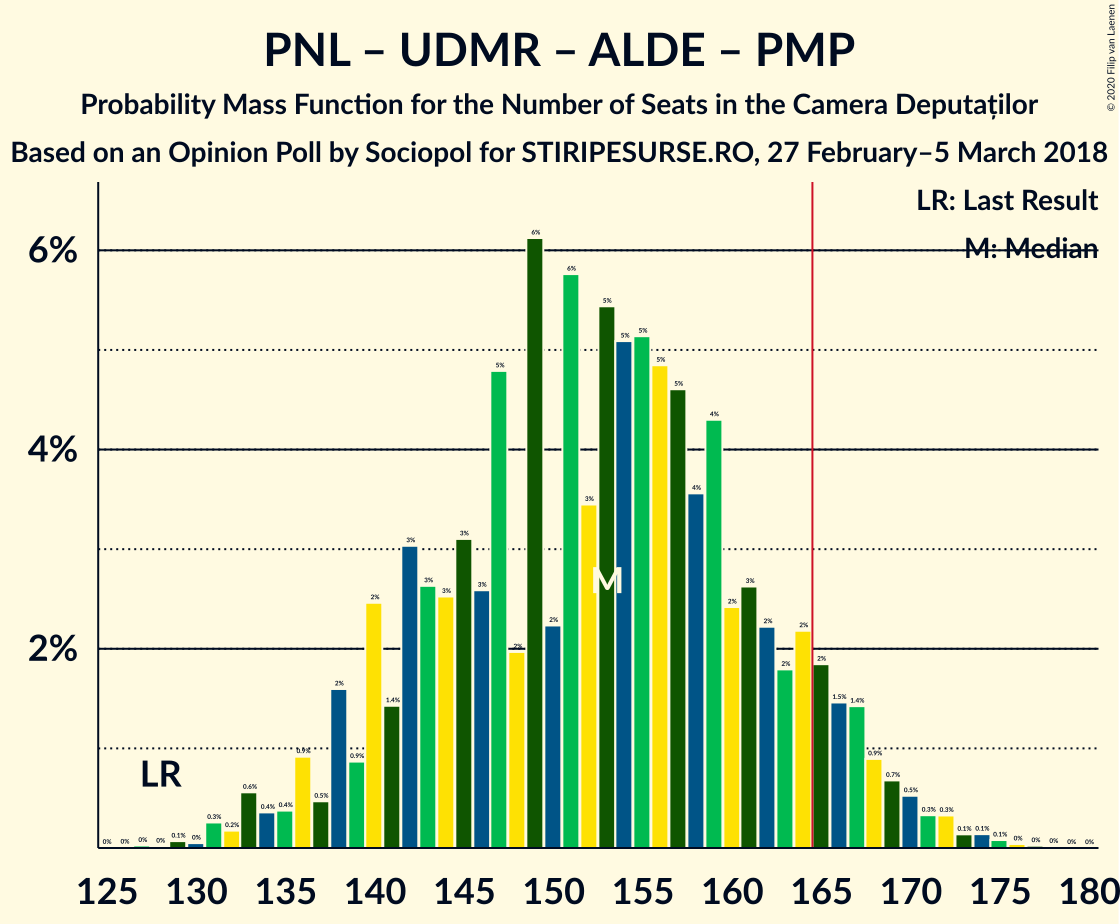 PNL – UDMR – ALDE – PMP
Probability Mass Function for the Number of Seats in the Camera Deputaților
Based on an Opinion Poll by Sociopol for STIRIPESURSE.RO, 27 February–5 March 2018
© 2020 Filip van Laenen
LR: Last Result
M: Median
6%
4%
2%
0% 0% 0% 0% 0.1% 0% 0.3% 0.2% 0.6% 0.4% 0.4% 0.9% 0.5% 2% 0.9% 2% 1.4% 3% 3% 3% 3% 3% 5% 2% 6% 2% 6% 3% 5% 5% 5% 5% 5% 4% 4% 2% 3% 2% 2% 2% 2% 1.5% 1.4% 0.9% 0.7% 0.5% 0.3% 0.3% 0.1% 0.1% 0.1% 0% 0% 0% 0% 0%
M
LR
125 130 135 140 145 150 155 160 165 170 175 180